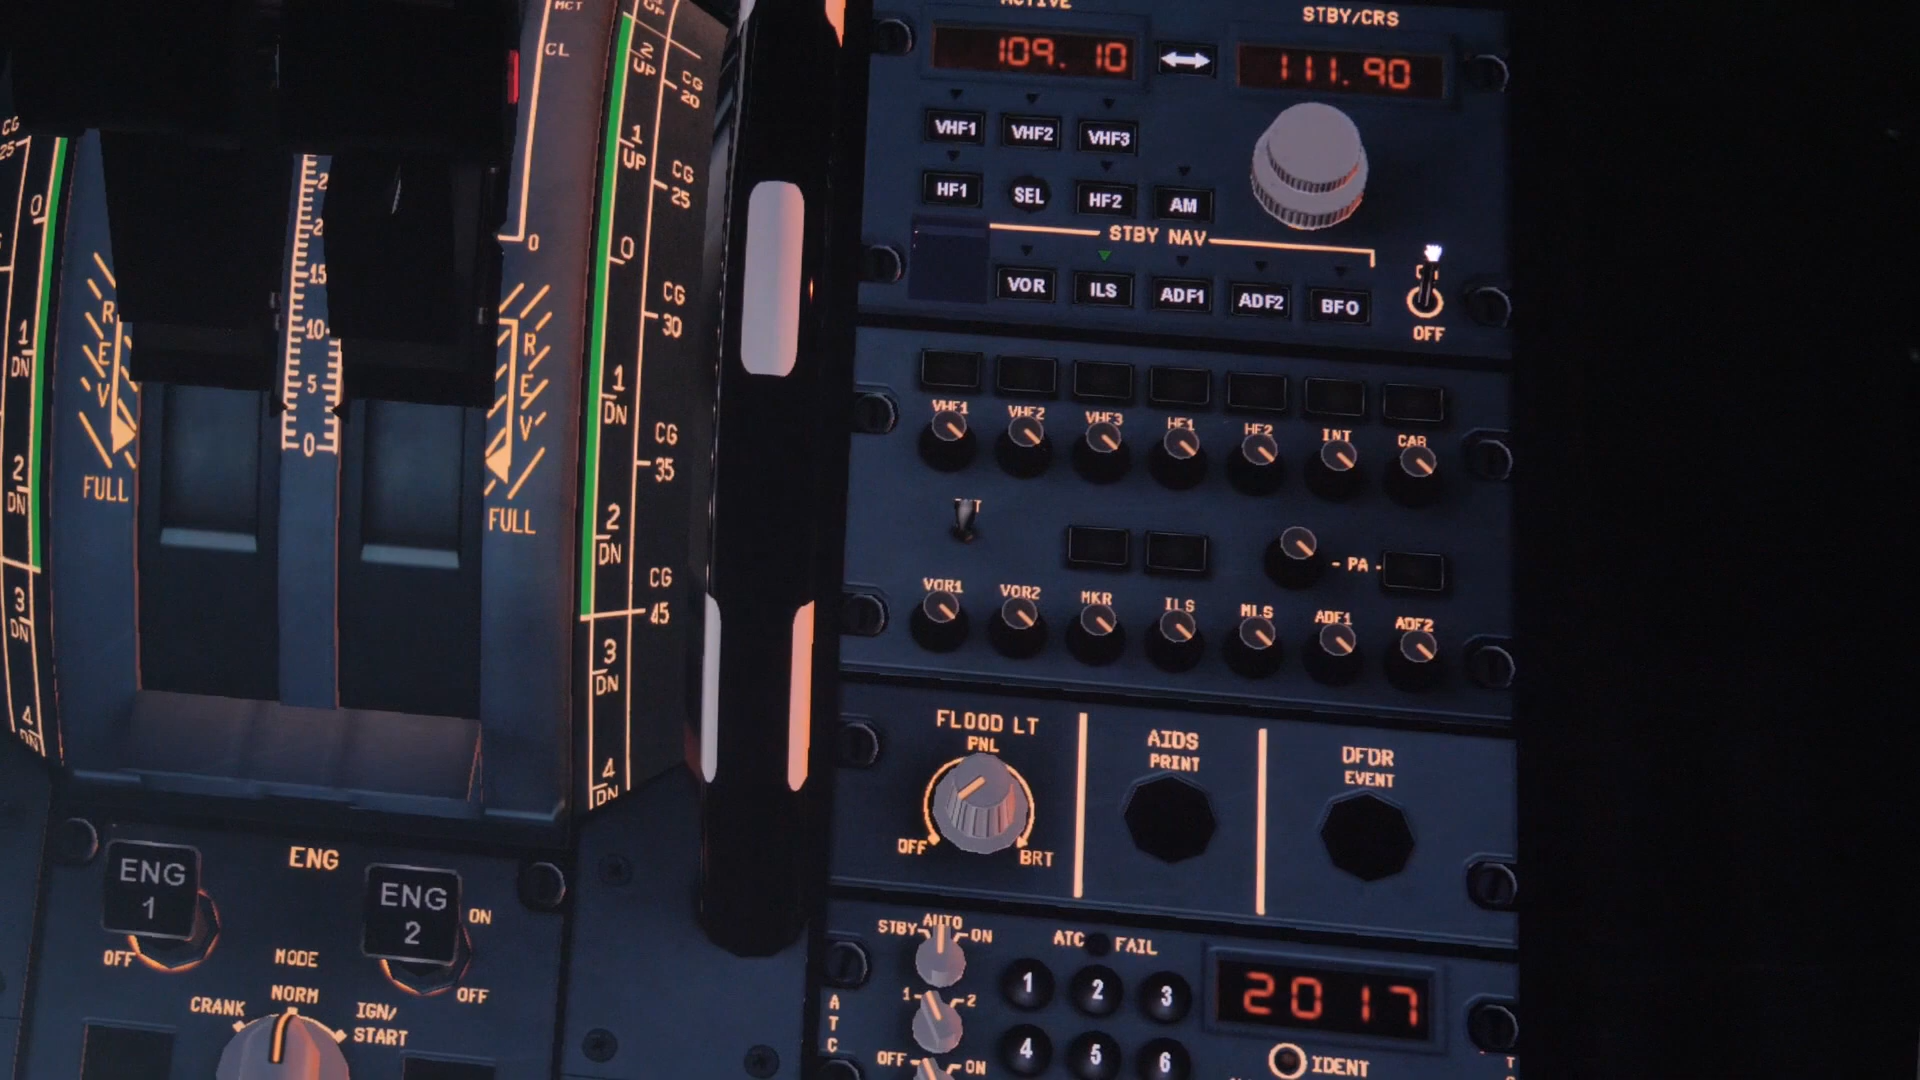 ACTIVE
STBY/CRS
109.10
111.90
VHF1 VHF2 VHF3
HF1 SEL HF2 AM
STBY NAV
VOR ILS ADF1 ADF2 BFO
OFF
VHF1 VHF2 VHF3 HF1 HF2 INT CAB
PA
VOR1 VOR2 MKR ILS MLS ADF1 ADF2
FLOOD LT
PNL
OFF
BRT
AIDS
PRINT
DFDR
EVENT
STBY
AUTO
ON
ATC
FAIL
2017
1 2 3
1
2
ATC
4 5 6
OFF
ON
IDENT
MCT
CL
0
REV
FULL
15
10
5
0
REV
FULL
CG
25
0
1
DN
2
DN
3
DN
4
DN
UP
2
UP
1
UP
0
1
DN
2
DN
3
DN
4
DN
CG
20
CG
25
CG
30
CG
35
CG
45
ENG
1
ENG
ENG
2
ON
OFF
OFF
MODE
NORM
CRANK
IGN/
START